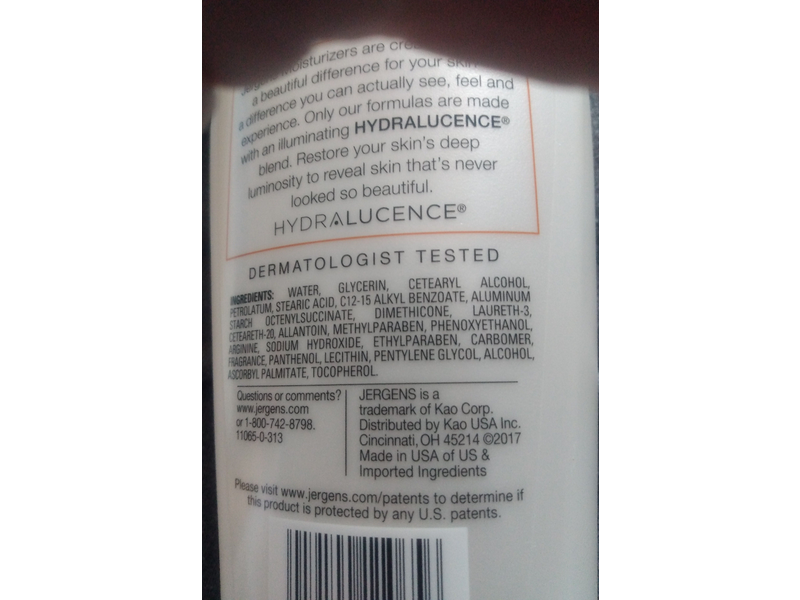 Jergens moisturizers are
a beautiful difference for your skin
a difference you can actually see, feel and
experience. Only our formulas are made
with an illuminating HYDRALUCENCE®
blend. Restore your skin's deep
luminosity to reveal skin that's never
looked so beautiful.
HYDRALUCENCE®
DERMATOLOGIST TESTED
INGREDIENTS: WATER, GLYCERIN, CETEARYL ALCOHOL,
PETROLATUM, STEARIC ACID, C12-15 ALKYL BENZOATE, ALUMINUM
STARCH OCTENYLSUCCINATE, DIMETHICONE, LAURETH-3,
CETEARETH-20, ALLANTOIN, METHYLPARABEN, PHENOXYETHANOL,
ARGININE, SODIUM HYDROXIDE, ETHYLPARABEN, CARBOMER,
FRAGRANCE, PANTHENOL, LECITHIN, PENTYLENE GLYCOL, ALCOHOL,
ASCORBYL PALMITATE, TOCOPHEROL.
Questions or comments?
www.jergens.com
or 1-800-742-8798.
11065-0-313
JERGENS is a
trademark of Kao Corp.
Distributed by Kao USA Inc.
Cincinnati, OH 45214 ©2017
Made in USA of US &
Imported Ingredients
Please visit www.jergens.com/patents to determine if
this product is protected by any U.S. patents.